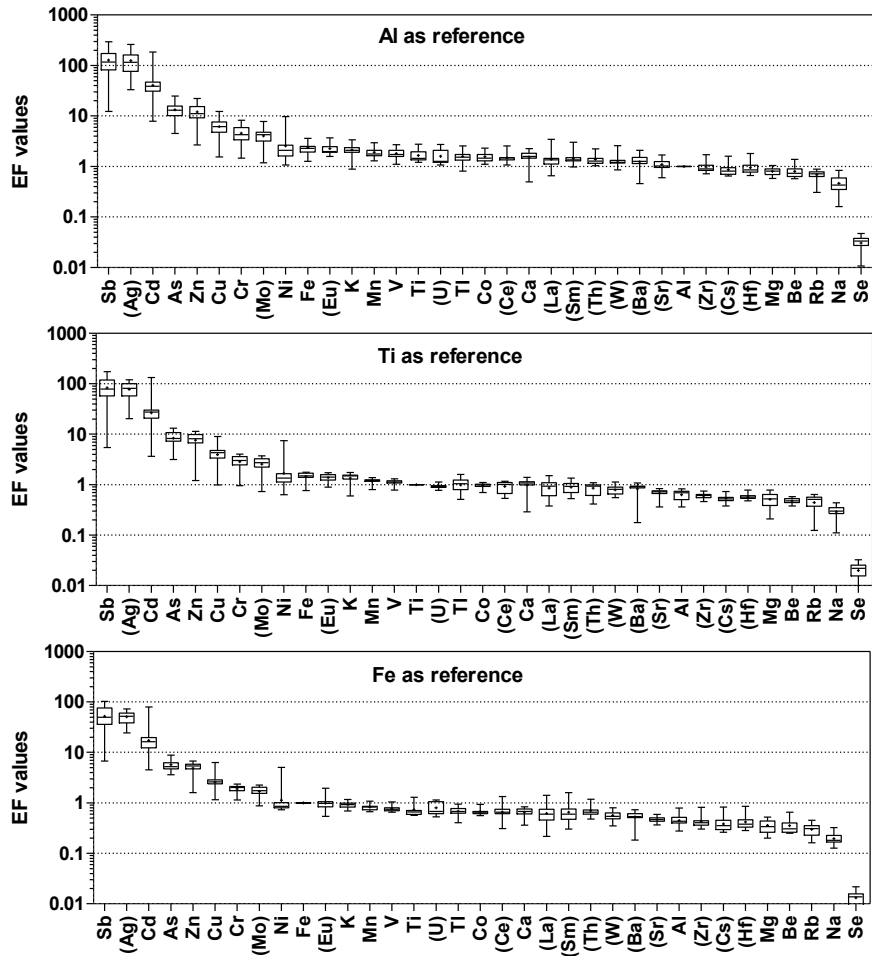 Al as reference
EF values
1000
100
10
1
0.1
0.01
Sb (Ag) Cd As Zn Cu Cr (Mo) Ni Fe (Eu) K Mn V Ti (U) Tl Co (Ce) Ca (La) (Sm) (Th) (W) (Ba) (Sr) Al (Zr) (Cs) (Hf) Mg Be Rb Na Se
Ti as reference
EF values
1000
100
10
1
0.1
0.01
Sb (Ag) Cd As Zn Cu Cr (Mo) Ni Fe (Eu) K Mn V Ti (U) Tl Co (Ce) Ca (La) (Sm) (Th) (W) (Ba) (Sr) Al (Zr) (Cs) (Hf) Mg Be Rb Na Se
Fe as reference
EF values
1000
100
10
1
0.1
0.01
Sb (Ag) Cd As Zn Cu Cr (Mo) Ni Fe (Eu) K Mn V Ti (U) Tl Co (Ce) Ca (La) (Sm) (Th) (W) (Ba) (Sr) Al (Zr) (Cs) (Hf) Mg Be Rb Na Se